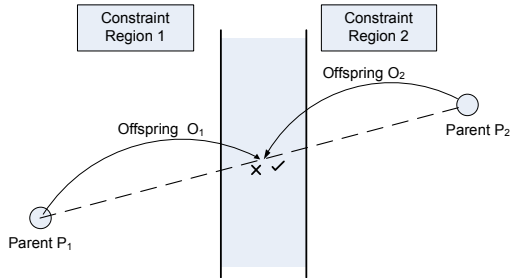 Constraint
Region 1
Constraint
Region 2
Offspring O2
Offspring O1
Parent P2
Parent P1